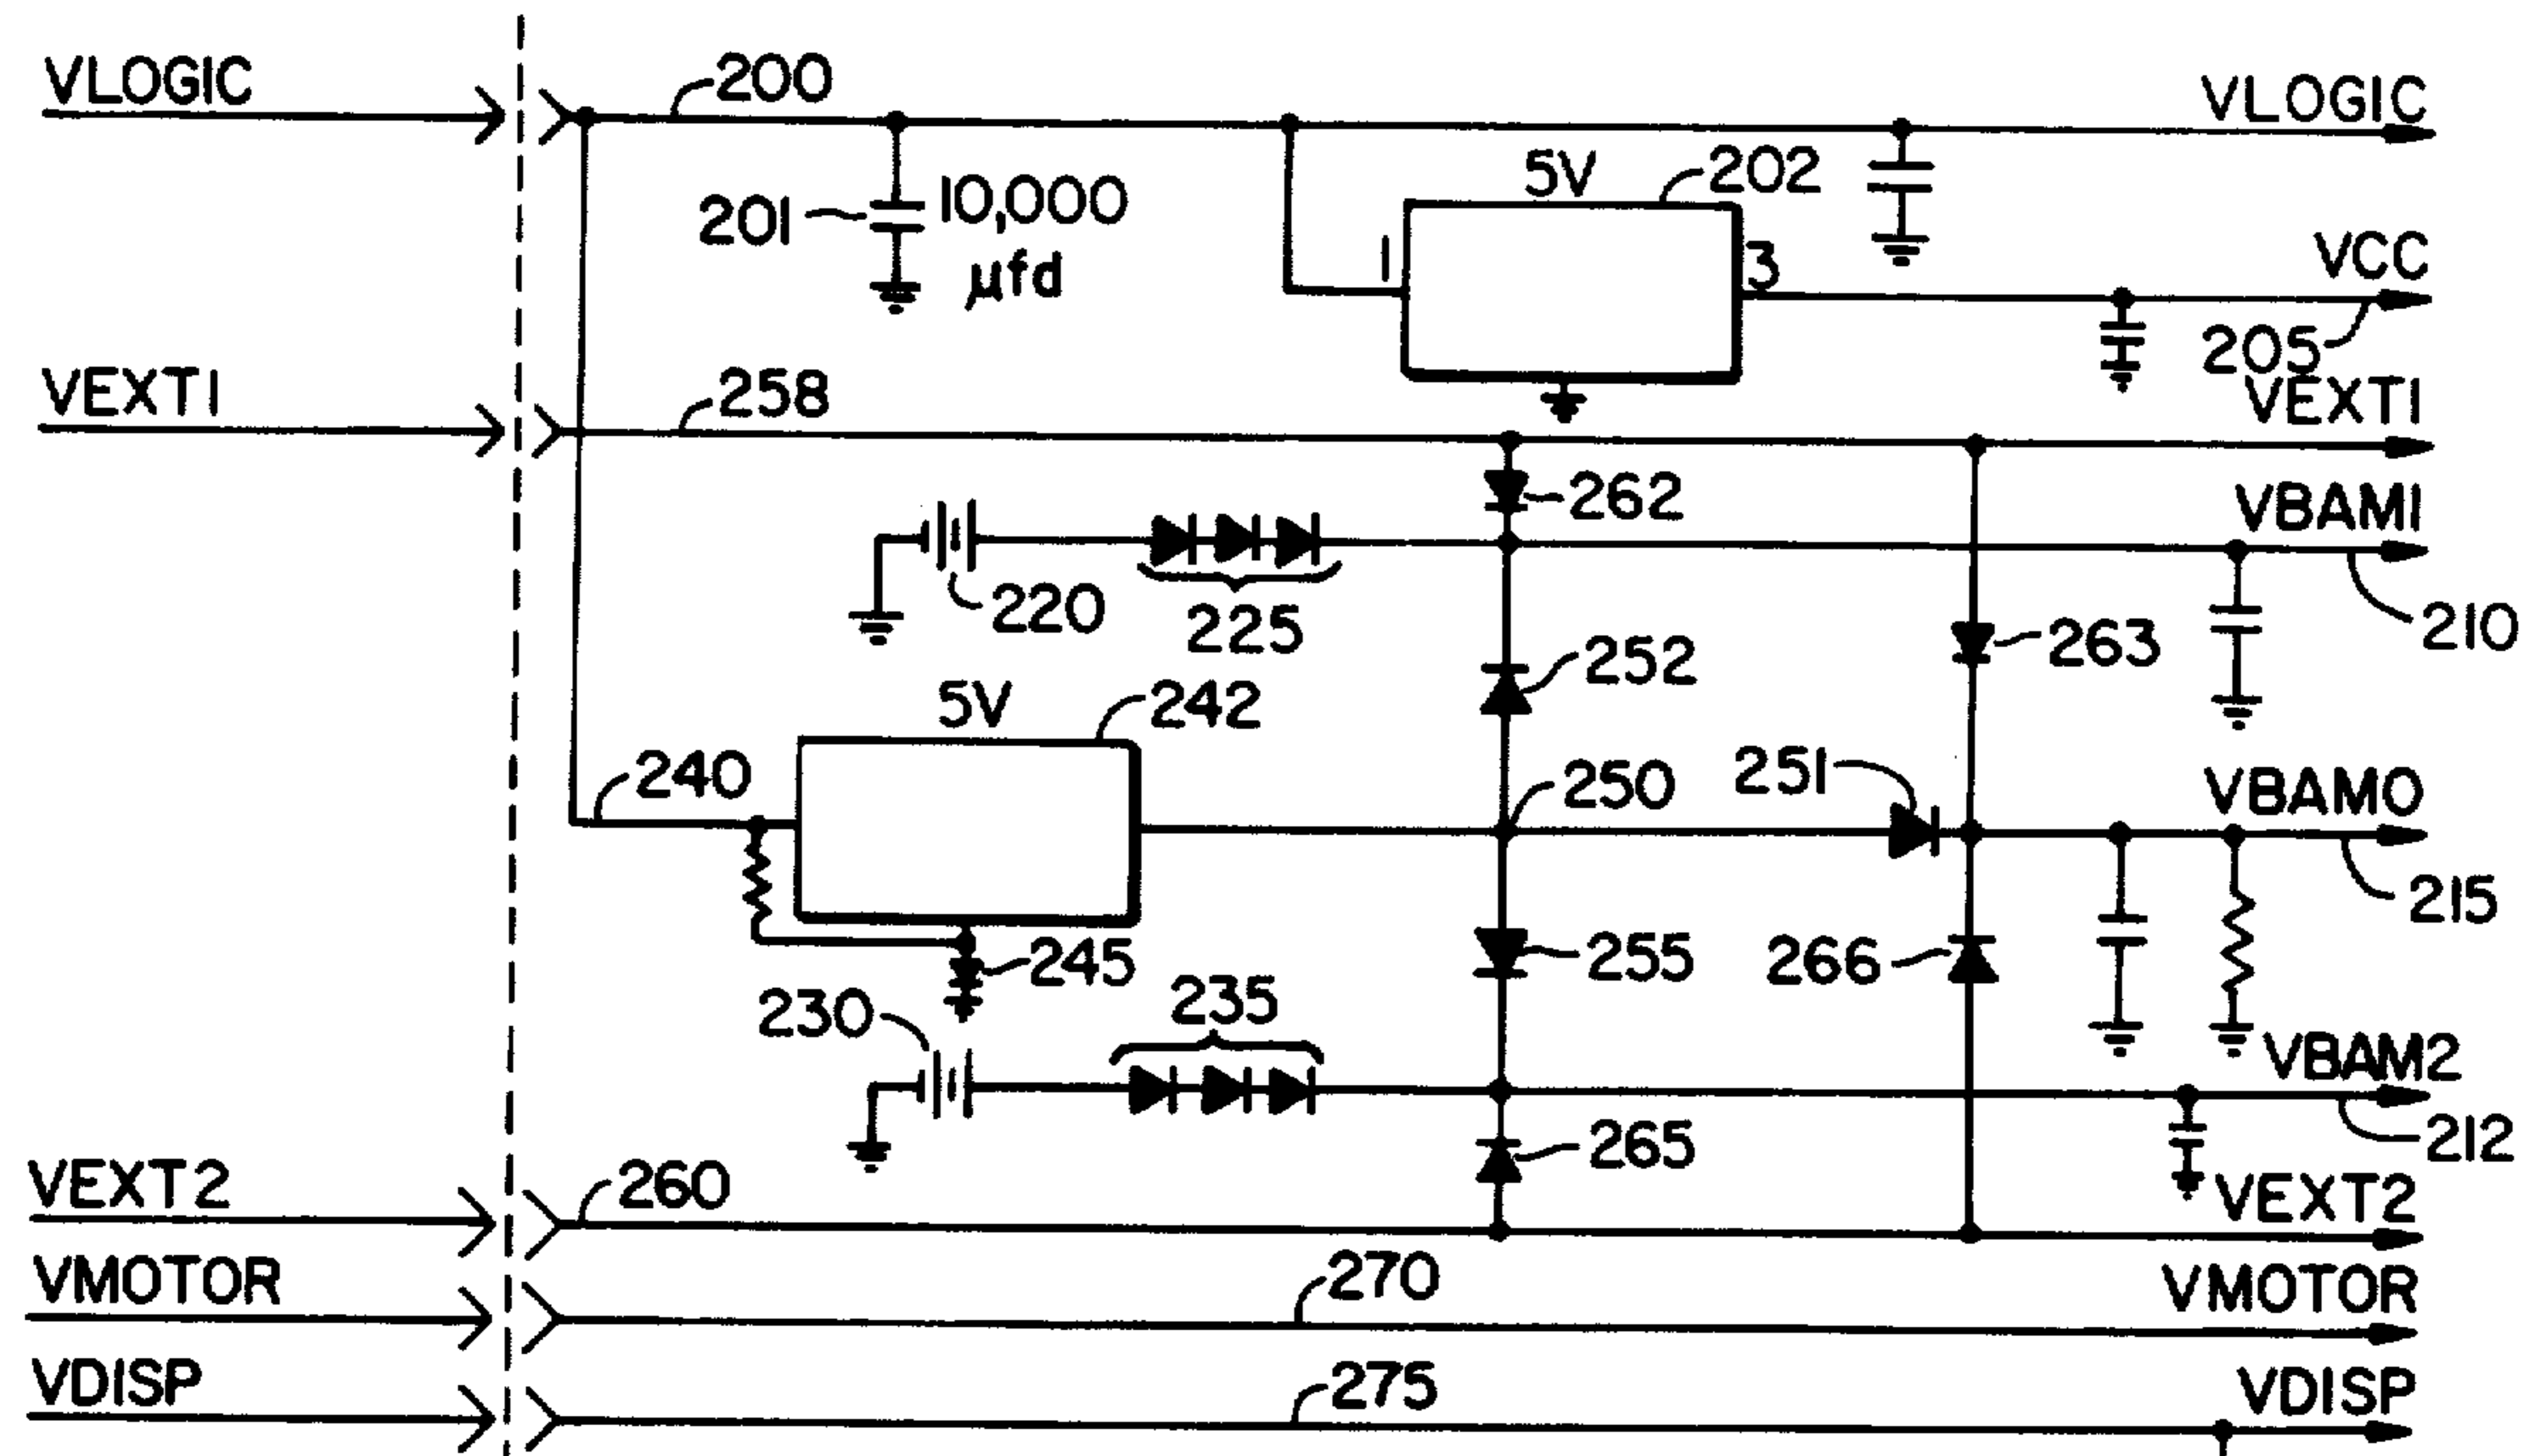 VLOGIC
200
VLOGIC
5V
202
201
10,000
μfd
1
3
VCC
205
VEXT1
258
VEXT1
262
VBAM1
220
225
210
252
263
5V
242
240
250
251
VBAM0
215
245
255
266
230
235
VBAM2
212
265
VEXT2
260
VEXT2
VMOTOR
270
VMOTOR
VDISP
275
VDISP